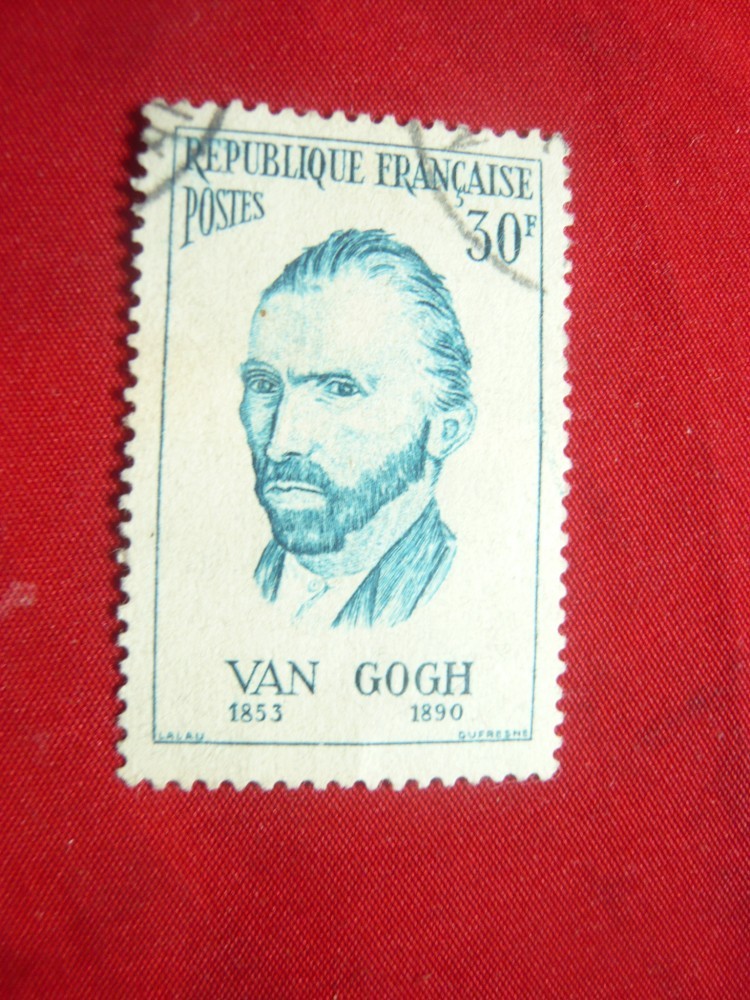 REPUBLIQUE FRANÇAISE
POSTES
30F
VAN GOGH
1853 1890
LALAU DUFRESNE